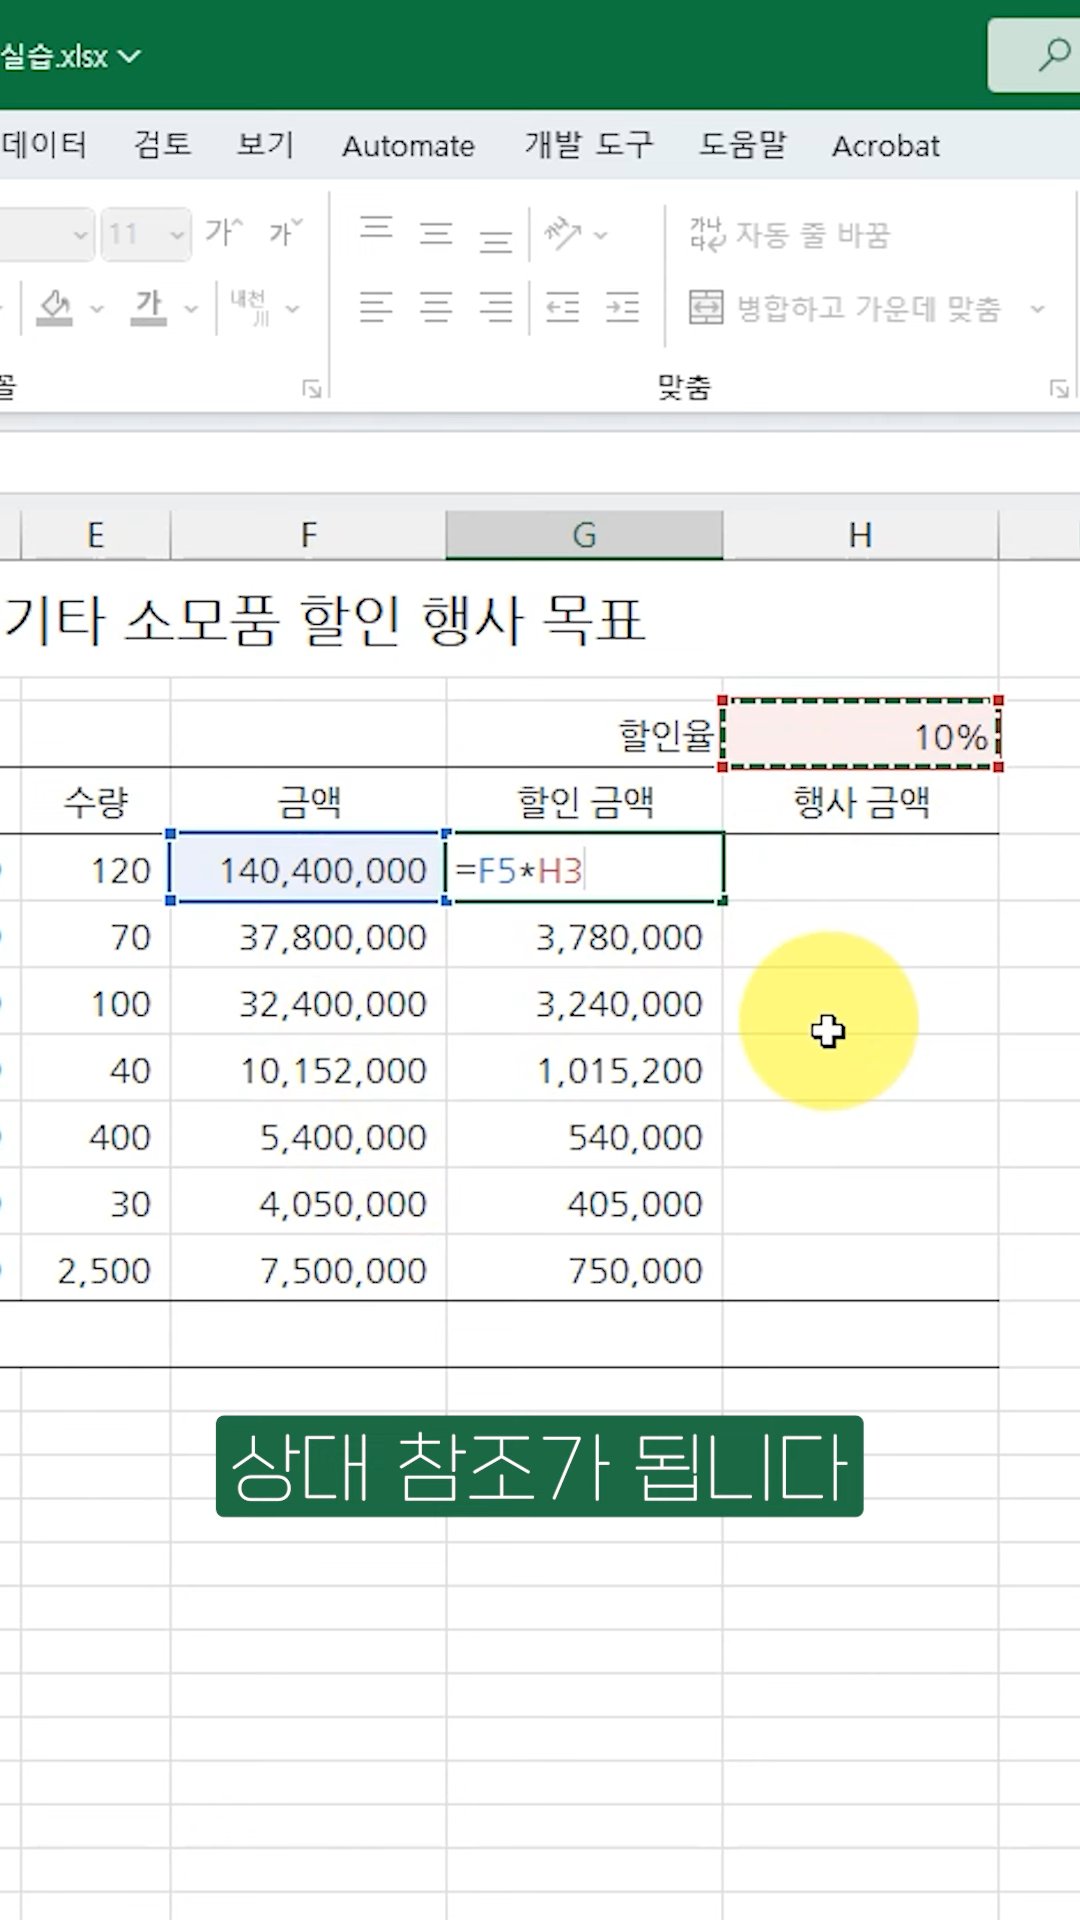 실습.xlsx
데이터 검토 보기 Automate 개발 도구 도움말 Acrobat
11 가 가 가나다 자동 줄 바꿈
가 내천 川 병합하고 가운데 맞춤
꼴 맞춤
E F G H
기타 소모품 할인 행사 목표
할인율 10%
수량 금액 할인 금액 행사 금액
120 140,400,000 =F5*H3
70 37,800,000 3,780,000
100 32,400,000 3,240,000
40 10,152,000 1,015,200
400 5,400,000 540,000
30 4,050,000 405,000
2,500 7,500,000 750,000
상대 참조가 됩니다